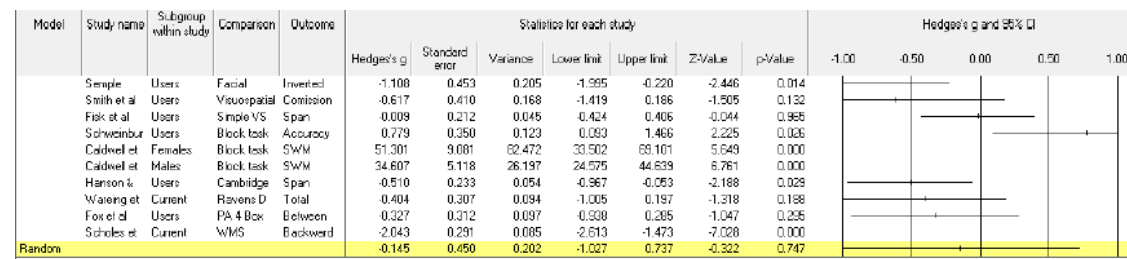 Model Study name Subgroup within study Comparison Outcome Statistics for each study Hedges's g and 95% CI
Hedges's g Standard error Variance Lower limit Upper limit Z-Value p-Value -1.00 -0.50 0.00 0.50 1.00
Semple Users Facial Inverted -1.108 0.453 0.205 -1.995 -0.220 -2.446 0.014
Smith et al Users Visuospatial Comission -0.617 0.410 0.168 -1.419 0.186 -1.505 0.132
Fisk et al Users Simple VS Span -0.009 0.212 0.045 -0.424 0.406 -0.044 0.965
Schweinbur Users Block task Accuracy 0.779 0.350 0.123 0.093 1.466 2.225 0.026
Caldwell et Females Block task SWM 51.301 9.081 82.472 33.502 69.101 5.649 0.000
Caldwell et Males Block task SWM 34.607 5.118 26.197 24.575 44.639 6.761 0.000
Hanson & Users Cambridge Span -0.510 0.233 0.054 -0.967 -0.053 -2.188 0.029
Wareing et Current Ravens D Total -0.404 0.307 0.094 -1.005 0.197 -1.318 0.188
Fox et al Users PA 4 Box Between -0.327 0.312 0.097 -0.938 0.285 -1.047 0.295
Scholes et Current WMS Backward -2.043 0.291 0.085 -2.613 -1.473 -7.028 0.000
Random -0.145 0.450 0.202 -1.027 0.737 -0.322 0.747